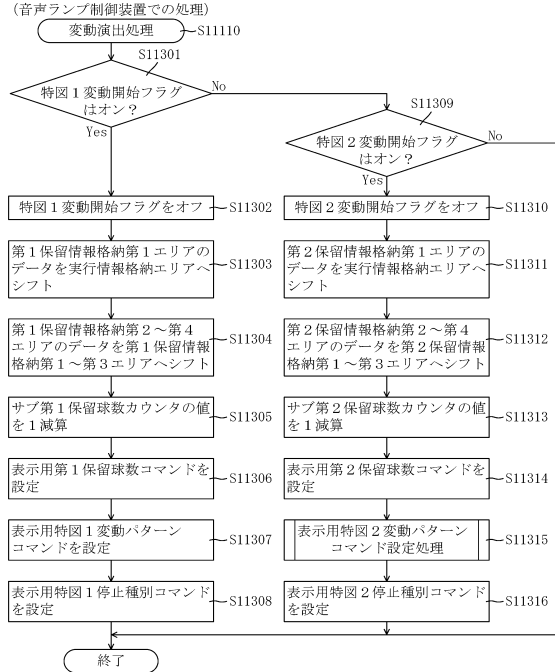 (音声ランプ制御装置での処理)
変動演出処理
S11110
S11301
特図1変動開始フラグ
はオン？
No
Yes
S11309
特図2変動開始フラグ
はオン？
No
Yes
特図1変動開始フラグをオフ
S11302
特図2変動開始フラグをオフ
S11310
第1保留情報格納第1エリアの
データを実行情報格納エリアへ
シフト
S11303
第2保留情報格納第1エリアの
データを実行情報格納エリアへ
シフト
S11311
第1保留情報格納第2～第4
エリアのデータを第1保留情報
格納第1～第3エリアへシフト
S11304
第2保留情報格納第2～第4
エリアのデータを第2保留情報
格納第1～第3エリアへシフト
S11312
サブ第1保留球数カウンタの値
を1減算
S11305
サブ第2保留球数カウンタの値
を1減算
S11313
表示用第1保留球数コマンドを
設定
S11306
表示用第2保留球数コマンドを
設定
S11314
表示用特図1変動パターン
コマンドを設定
S11307
表示用特図2変動パターン
コマンド設定処理
S11315
表示用特図1停止種別コマンド
を設定
S11308
表示用特図2停止種別コマンド
を設定
S11316
終了